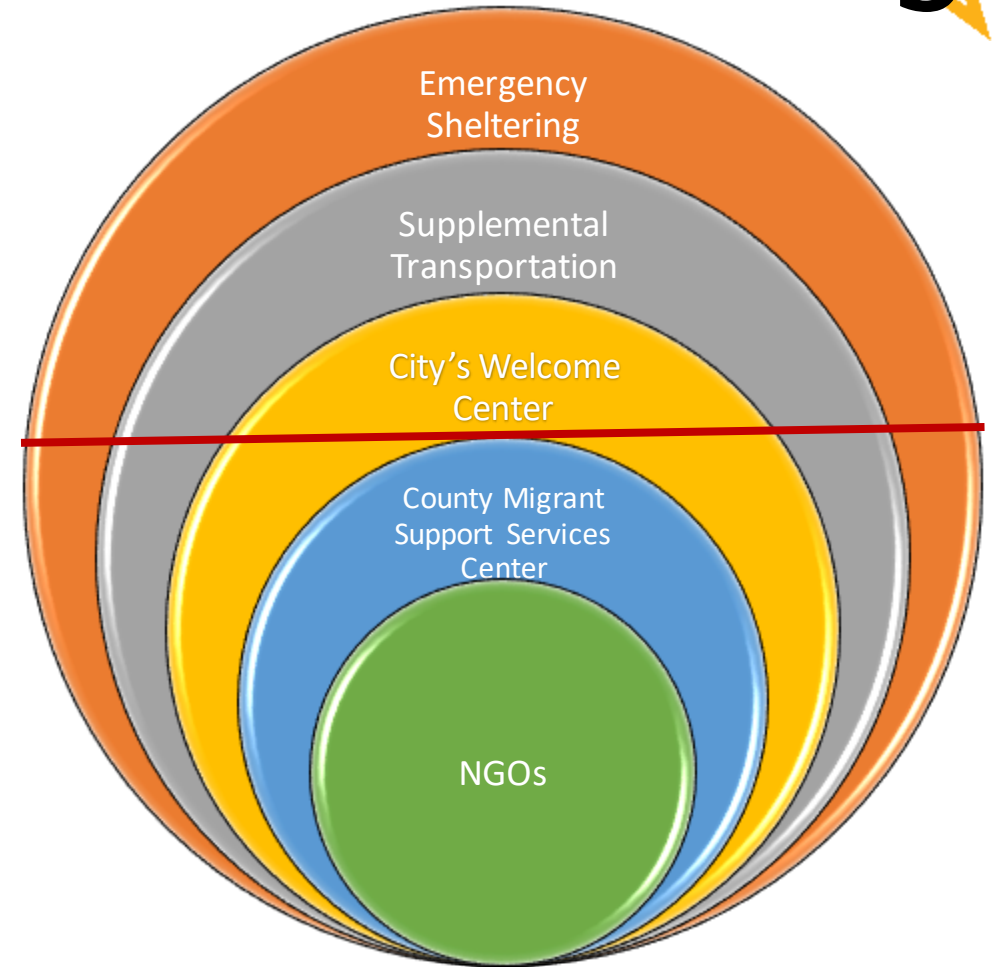 Emergency
Sheltering
Supplemental
Transportation
City’s Welcome
Center
County Migrant
Support Services
Center
NGOs